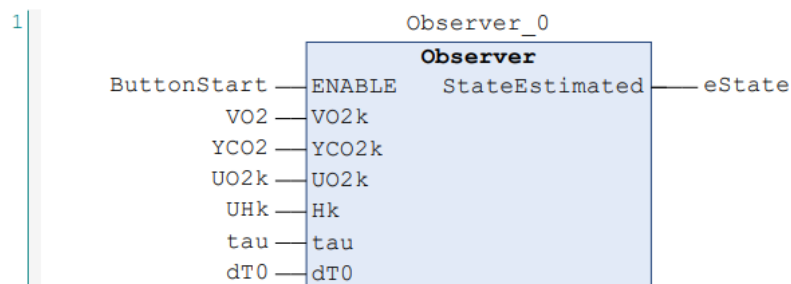 1
Observer_0
Observer
ButtonStart ENABLE StateEstimated eState
VO2 VO2k
YCO2 YCO2k
UO2k UO2k
UHk Hk
tau tau
dT0 dT0